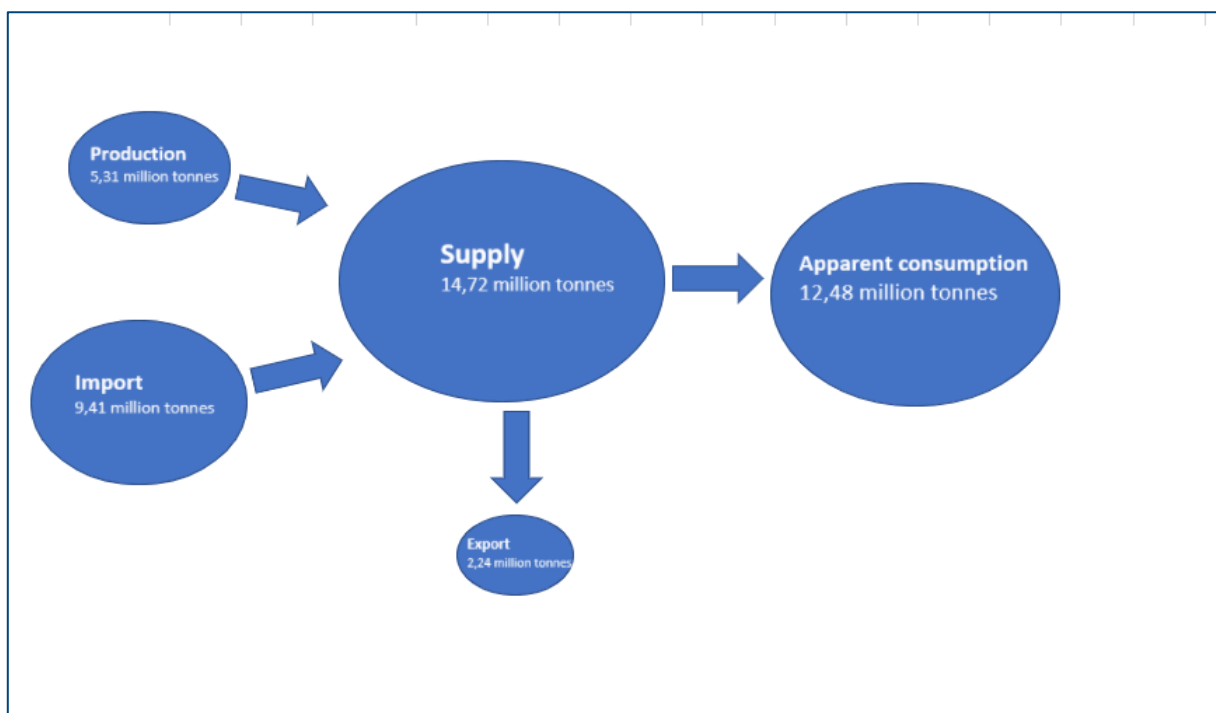 Production
5,31 million tonnes
Import
9,41 million tonnes
Supply
14,72 million tonnes
Export
2,24 million tonnes
Apparent consumption
12,48 million tonnes